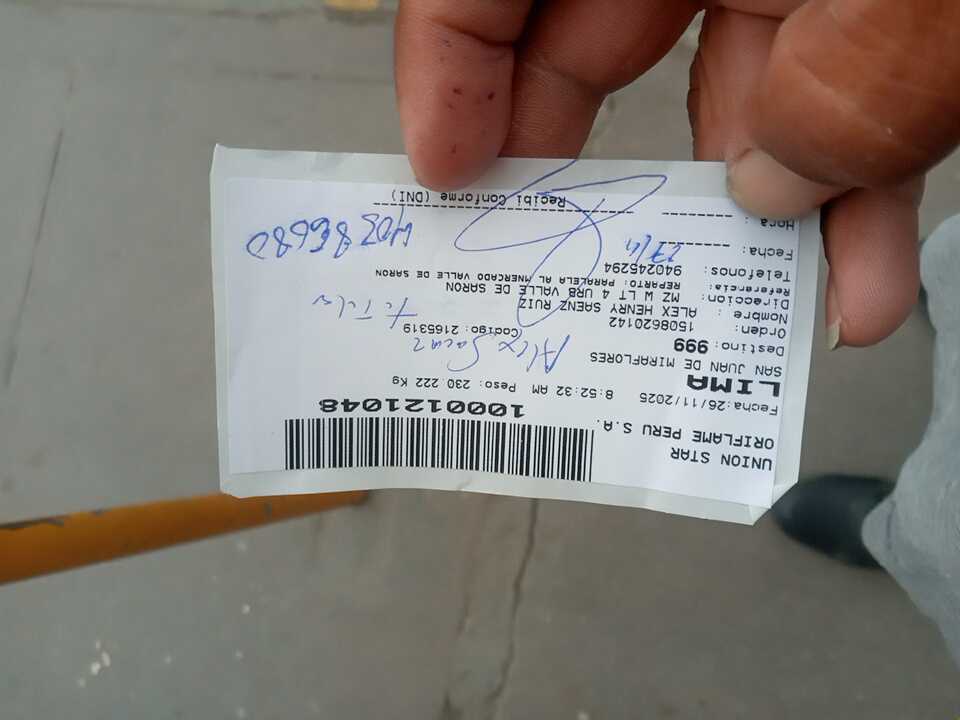 UNION STAR
ORIFLAME PERU S.A.
1000121048
Fecha:26/11/2025 8:52:32 AM Peso: 230.222 Kg
LIMA
SAN JUAN DE MIRAFLORES
Destino: 999
Alex Saenz
Orden: 1508620142 (Codigo: 2165319
Nombre : ALEX HENRY SAENZ RUIZ
Titular
Direccion: MZ W LT 4 URB VALLE DE SARON
Referencia: REPARTO: PARALELA AL MNERCADO VALLE DE SARON
Telefonos: 940245294
Fecha: 27/11
40386680
Hora :
Recibi Conforme (DNI)